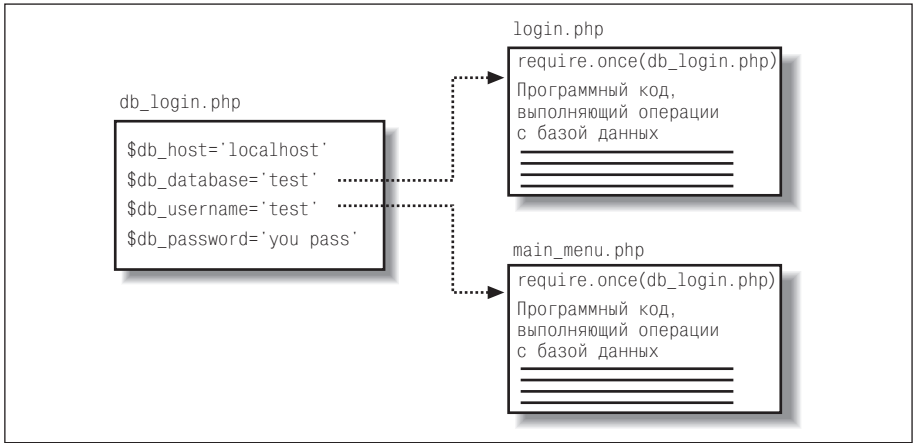 db_login.php
$db_host='localhost'
$db_database='test'
$db_username='test'
$db_password='you pass'
login.php
require.once(db_login.php)
Программный код,
выполняющий операции
с базой данных
main_menu.php
require.once(db_login.php)
Программный код,
выполняющий операции
с базой данных